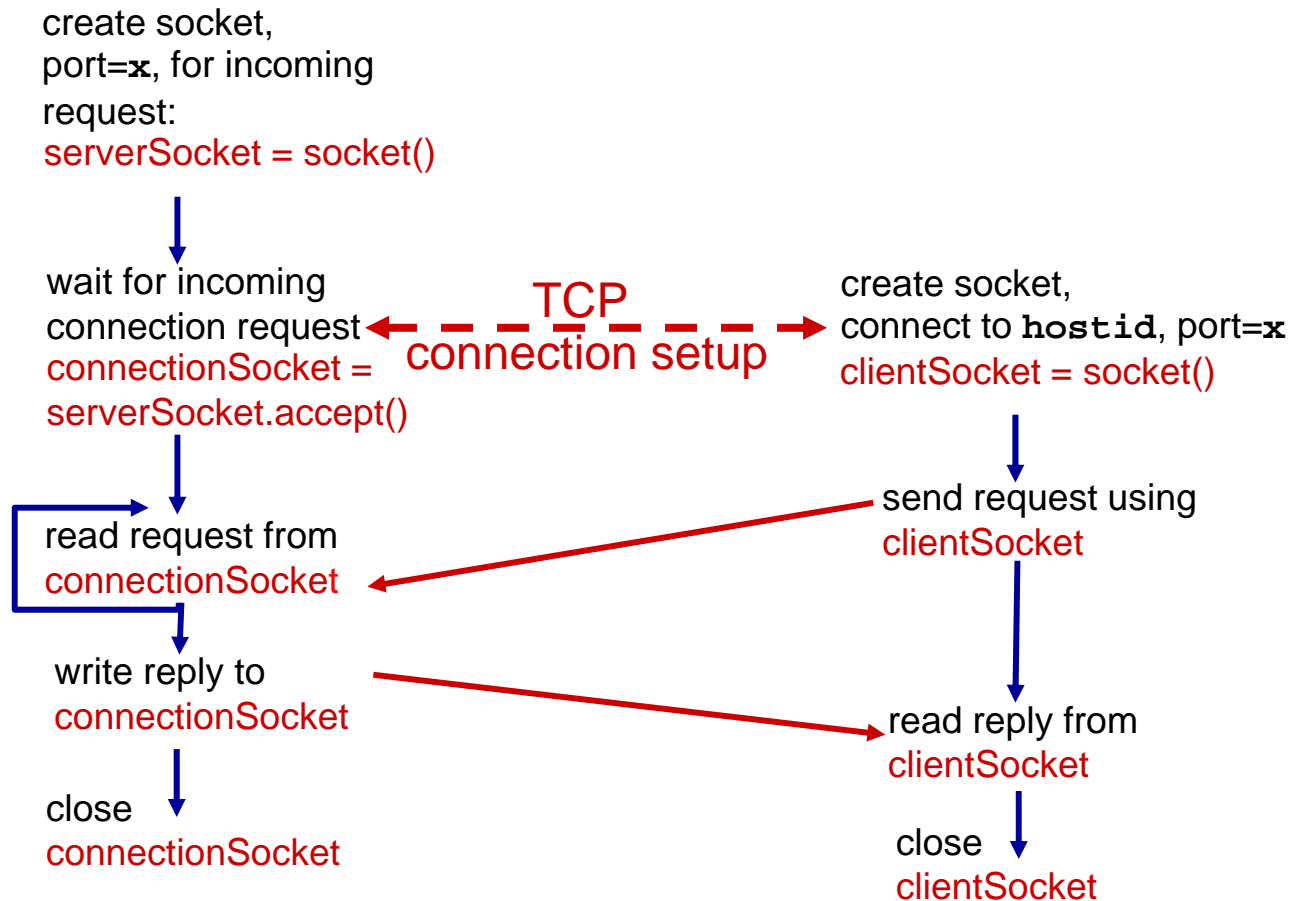 create socket,
port=x, for incoming
request:
serverSocket = socket()
wait for incoming
connection request
connectionSocket =
serverSocket.accept()
TCP
connection setup
create socket,
connect to hostid, port=x
clientSocket = socket()
send request using
clientSocket
read request from
connectionSocket
write reply to
connectionSocket
read reply from
clientSocket
close
connectionSocket
close
clientSocket